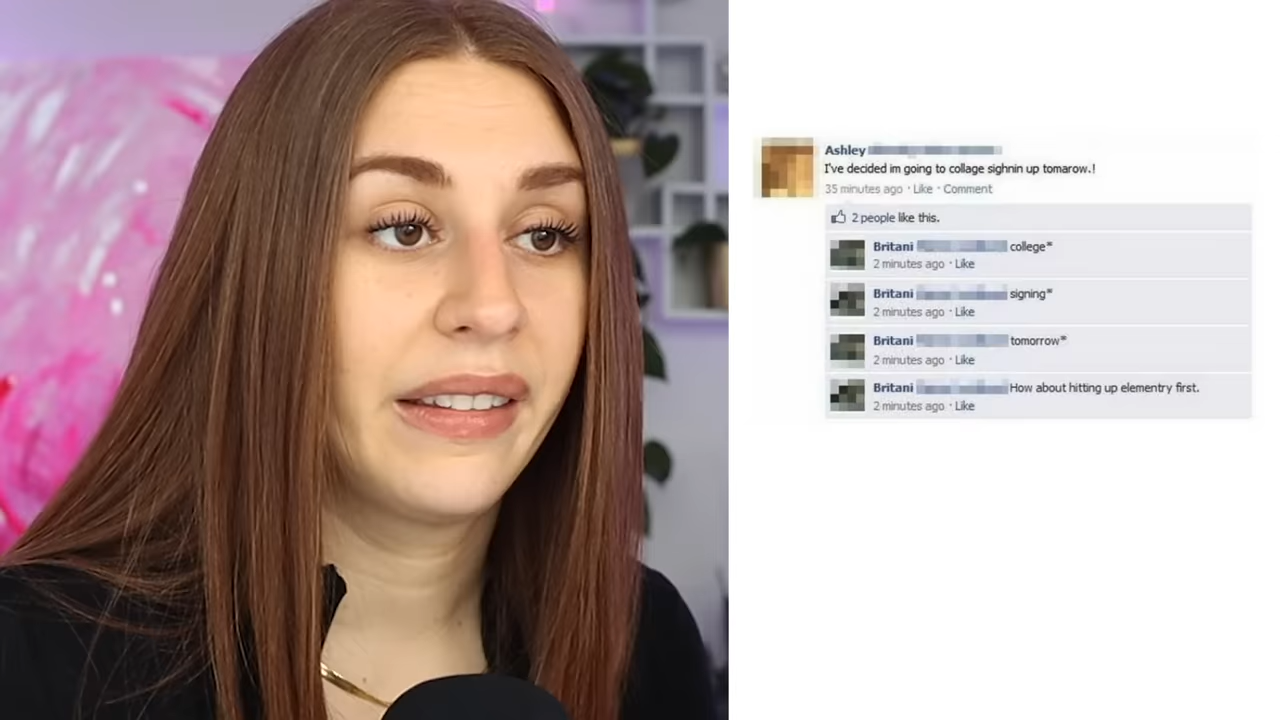 Ashley
I've decided im going to collage sighnin up tomarow.!
35 minutes ago · Like · Comment
2 people like this.
Britani college*
2 minutes ago · Like
Britani signing*
2 minutes ago · Like
Britani tomorrow*
2 minutes ago · Like
Britani How about hitting up elementry first.
2 minutes ago · Like